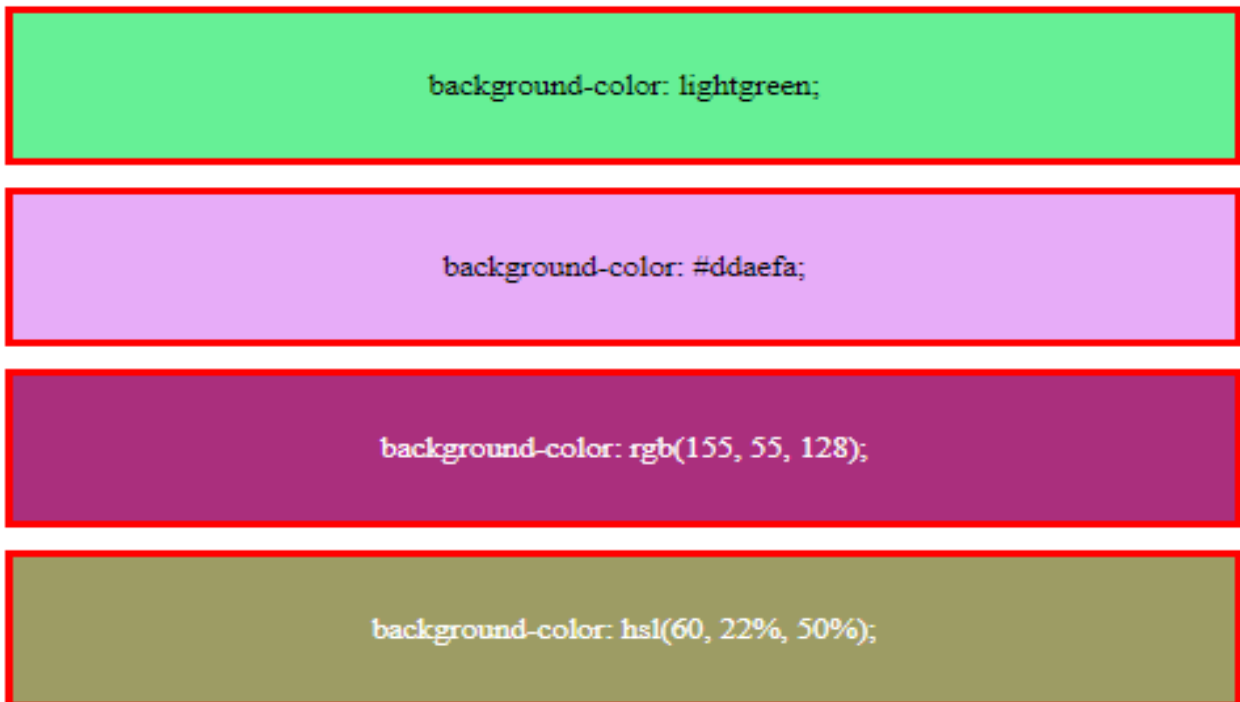 background-color: lightgreen;
background-color: #ddaefa;
background-color: rgb(155, 55, 128);
background-color: hsl(60, 22%, 50%);